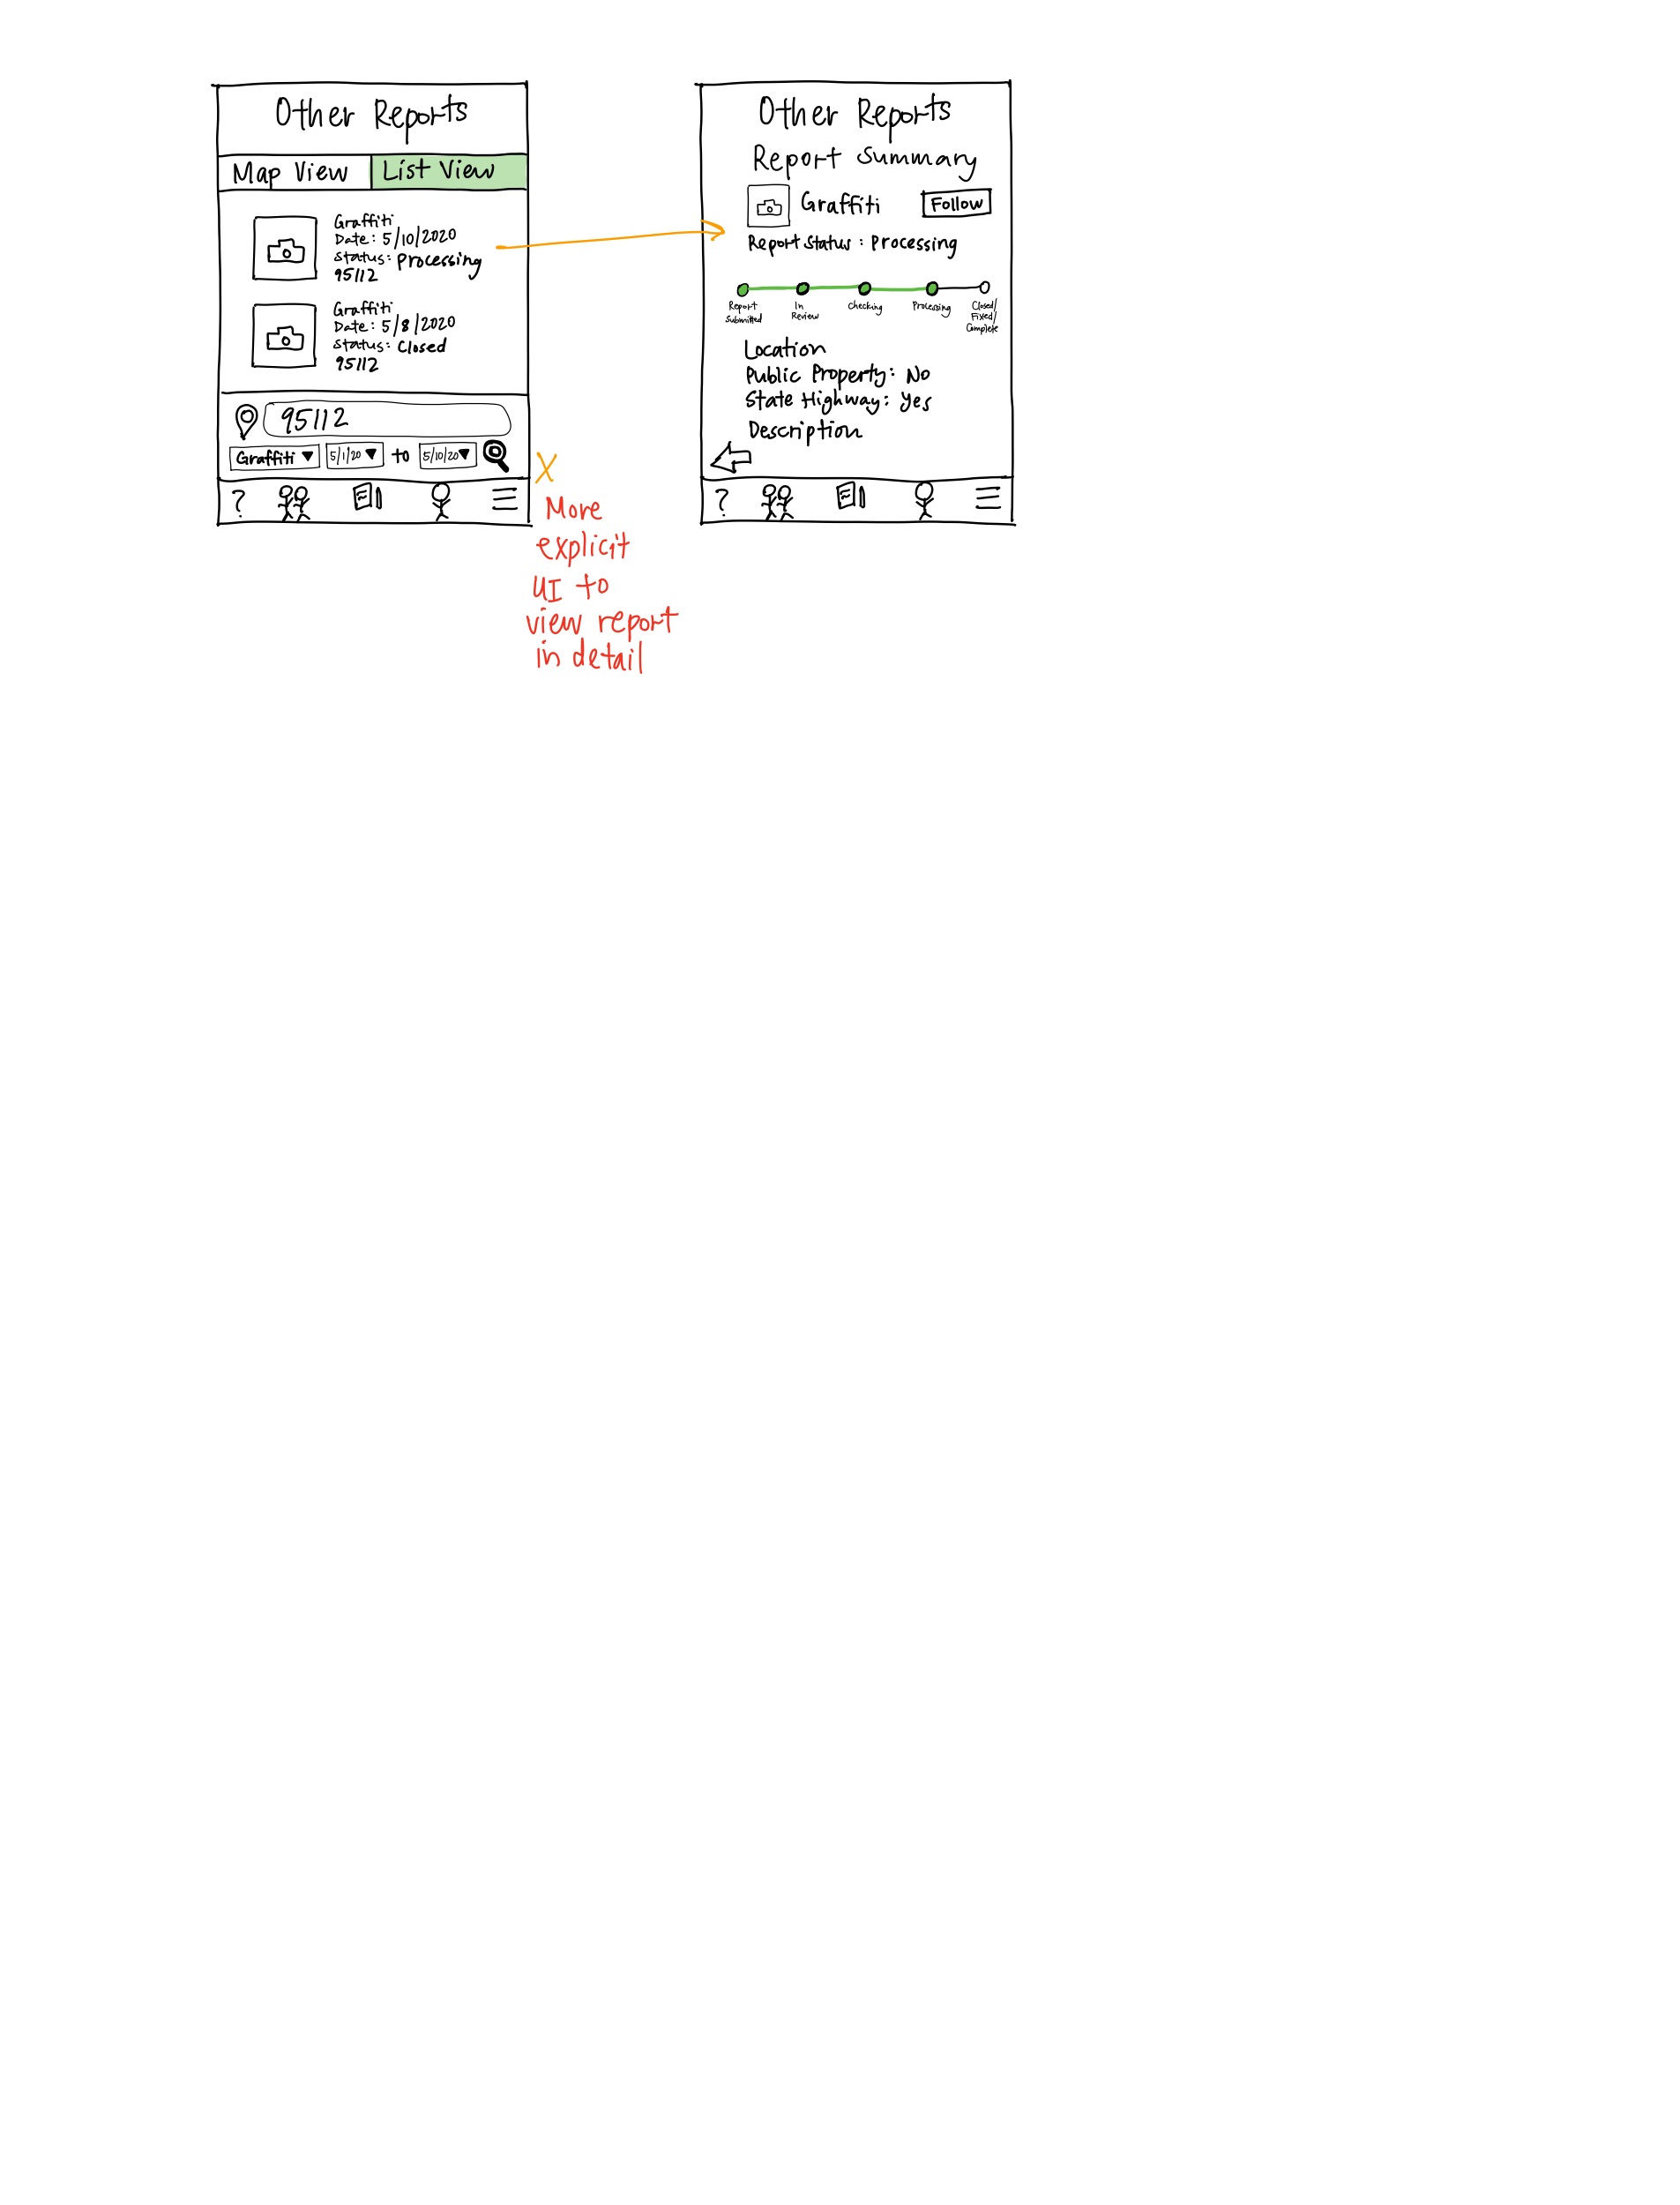 Other Reports
Map View
List View
Graffiti
Date: 5/10/2020
Status: Processing
95112
Graffiti
Date: 5/8/2020
Status: Closed
95112
95112
Graffiti ▼ 5/1/20 ▼ to 5/10/20 ▼
?
X
More
explicit
UI to
view report
in detail
Other Reports
Report Summary
Graffiti
Follow
Report Status: Processing
Report
Submitted
In
Review
Checking
Processing
Closed/
Fixed/
Complete
Location
Public Property: No
State Highway: Yes
Description
?